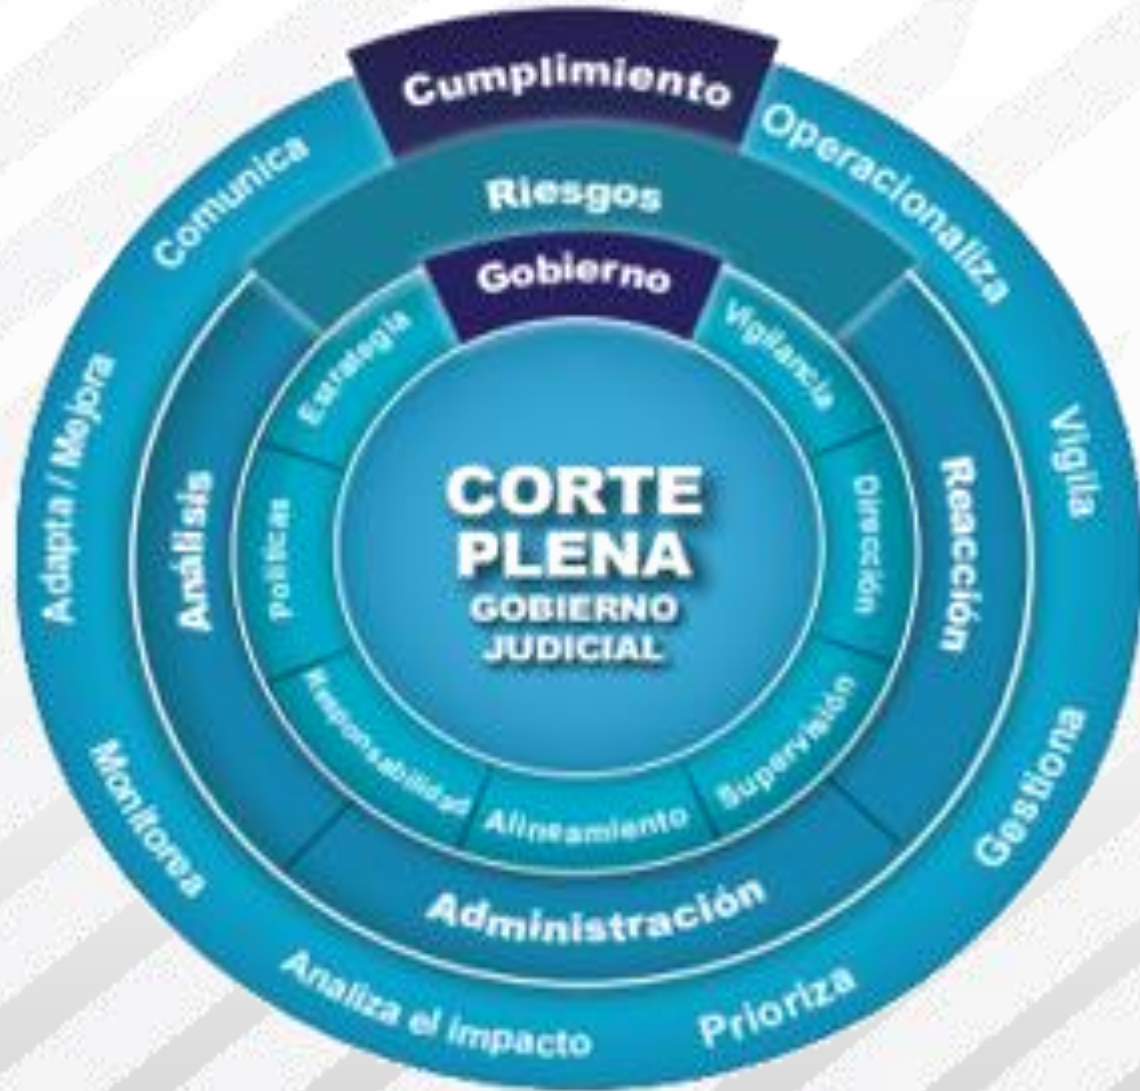 Cumplimiento
Operacionaliza
Vigila
Gestiona
Prioriza
Analiza el impacto
Monitorea
Adapta / Mejora
Comunica
Riesgos
Reacción
Administración
Análisis
Gobierno
Vigilancia
Dirección
Supervisión
Alineamiento
Responsabilidad
Políticas
Estrategia
CORTE
PLENA
GOBIERNO
JUDICIAL